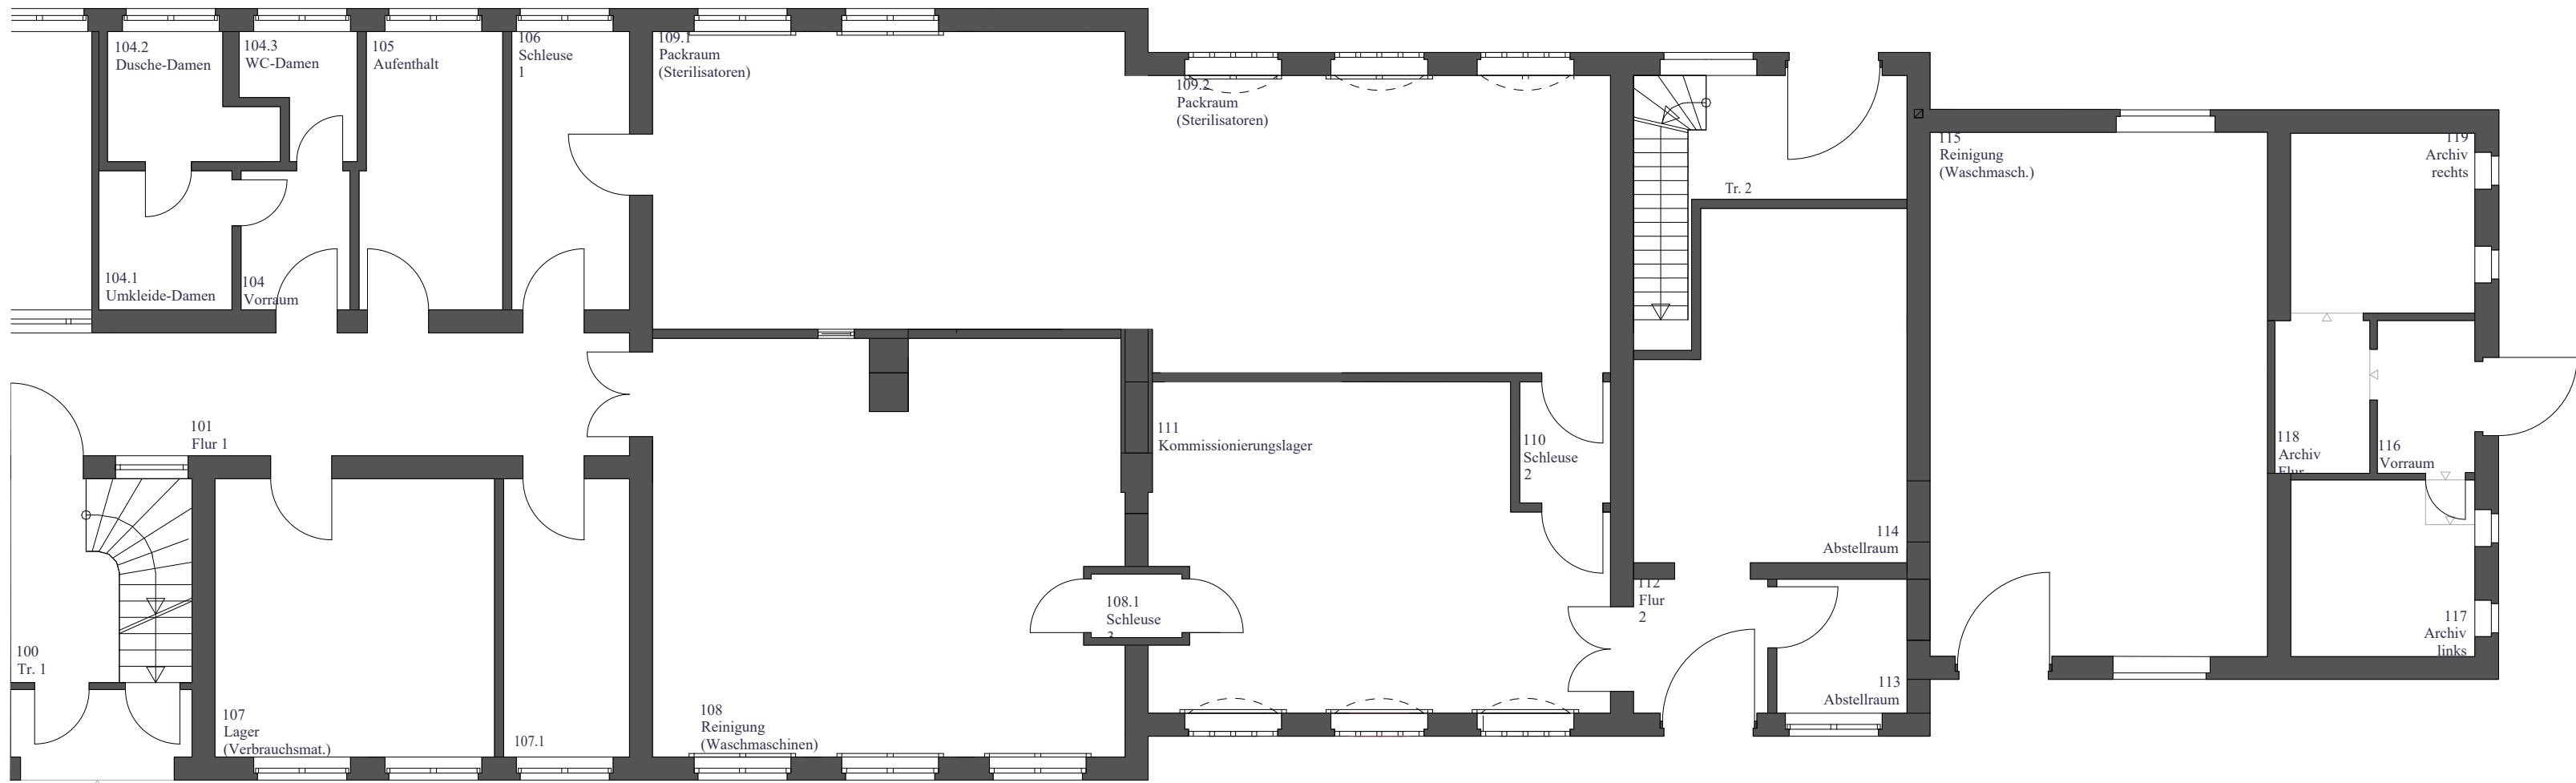 104.2
Dusche-Damen
104.3
WC-Damen
105
Aufenthalt
106
Schleuse
1
109.1
Packraum
(Sterilisatoren)
109.2
Packraum
(Sterilisatoren)
Tr. 2
115
Reinigung
(Waschmasch.)
119
Archiv
rechts
104.1
Umkleide-Damen
104
Vorraum
101
Flur 1
111
Kommissionierungslager
110
Schleuse
2
118
Archiv
Flur
116
Vorraum
114
Abstellraum
112
Flur
2
108.1
Schleuse
3
100
Tr. 1
117
Archiv
links
113
Abstellraum
107
Lager
(Verbrauchsmat.)
107.1
108
Reinigung
(Waschmaschinen)